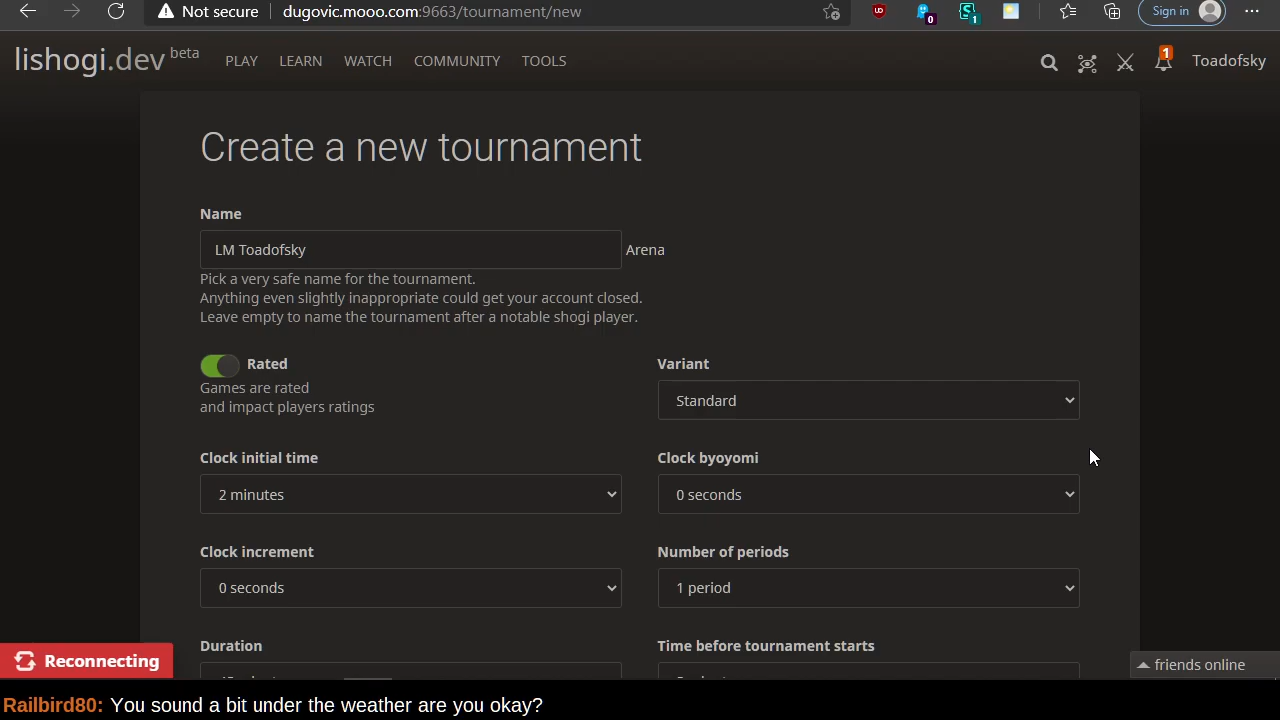 Not secure dugovic.mooo.com:9663/tournament/new Sign in
0 1
lishogi.dev beta PLAY LEARN WATCH COMMUNITY TOOLS 1 Toadofsky
Create a new tournament
Name
LM Toadofsky Arena
Pick a very safe name for the tournament.
Anything even slightly inappropriate could get your account closed.
Leave empty to name the tournament after a notable shogi player.
Rated
Games are rated
and impact players ratings
Variant
Standard
Clock initial time
2 minutes
Clock byoyomi
0 seconds
Clock increment
0 seconds
Number of periods
1 period
Duration
Time before tournament starts
Reconnecting
friends online
Railbird80: You sound a bit under the weather are you okay?